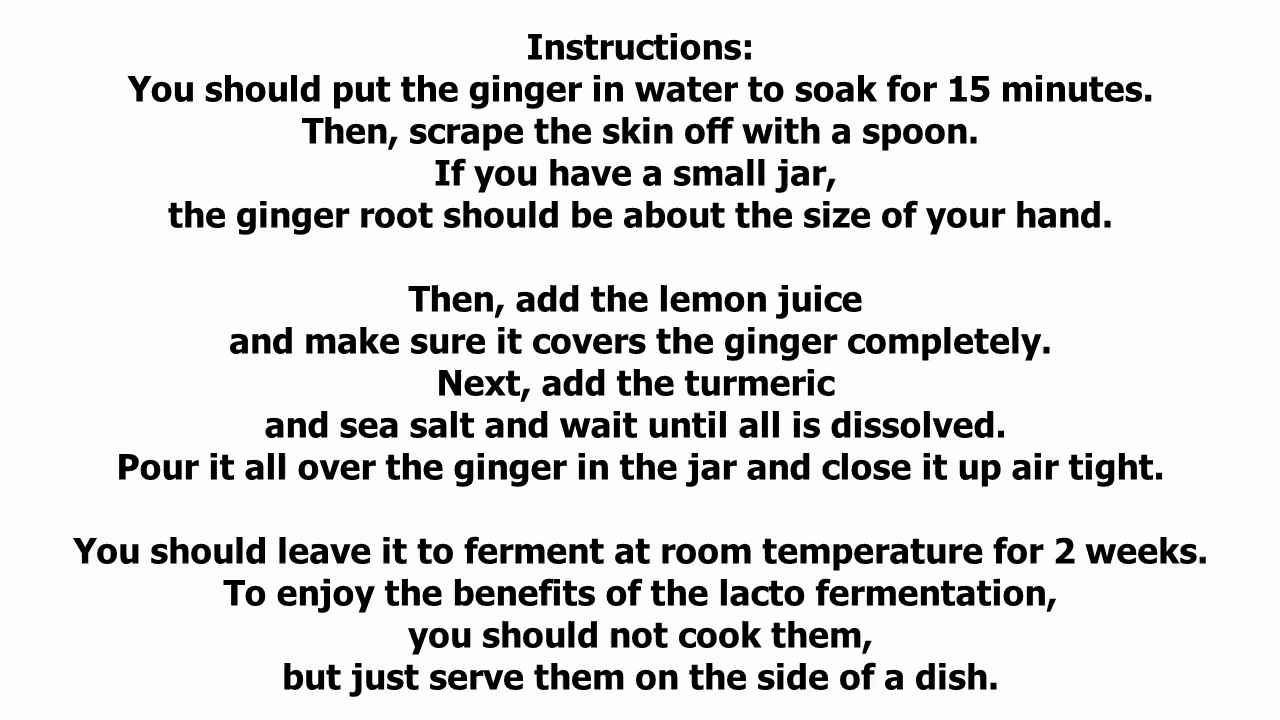 Instructions:
You should put the ginger in water to soak for 15 minutes.
Then, scrape the skin off with a spoon.
If you have a small jar,
the ginger root should be about the size of your hand.
Then, add the lemon juice
and make sure it covers the ginger completely.
Next, add the turmeric
and sea salt and wait until all is dissolved.
Pour it all over the ginger in the jar and close it up air tight.
You should leave it to ferment at room temperature for 2 weeks.
To enjoy the benefits of the lacto fermentation,
you should not cook them,
but just serve them on the side of a dish.